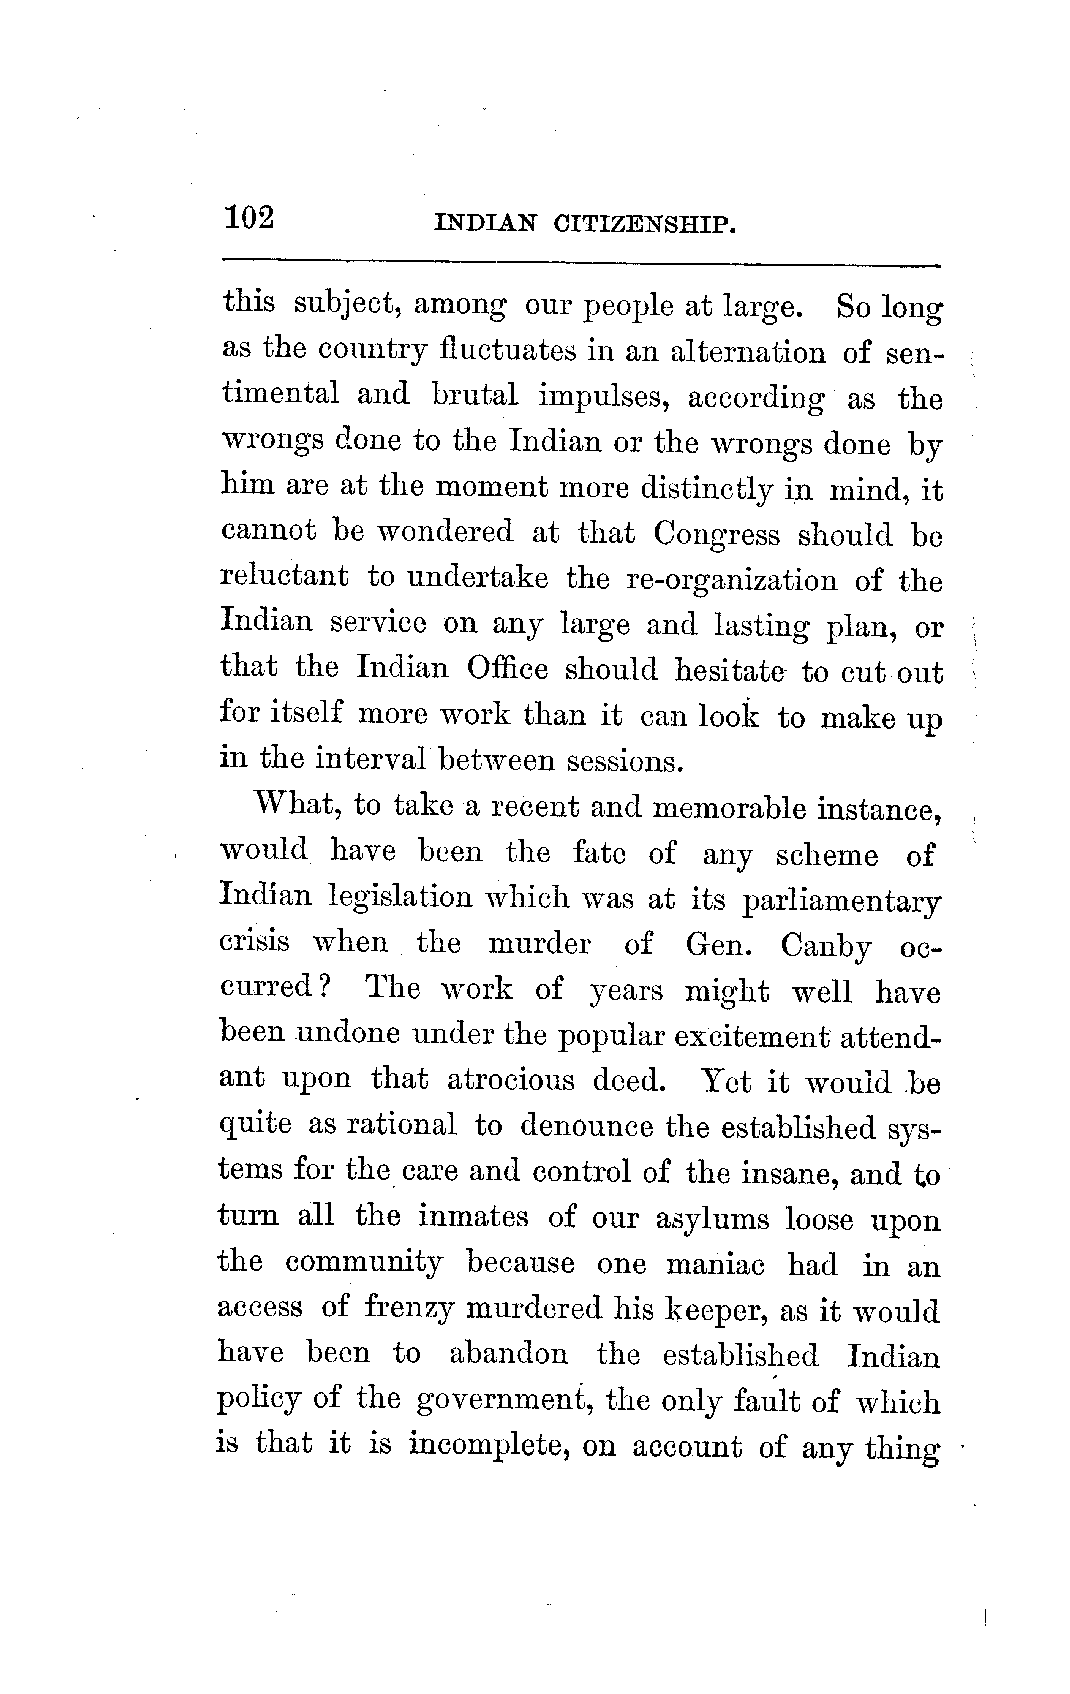 102 INDIAN CITIZENSHIP.
this subject, among our people at large. So long
as the country fluctuates in an alternation of sen-
timental and brutal impulses, according as the
wrongs done to the Indian or the wrongs done by
him are at the moment more distinctly in mind, it
cannot be wondered at that Congress should be
reluctant to undertake the re-organization of the
Indian service on any large and lasting plan, or
that the Indian Office should hesitate to cut out
for itself more work than it can look to make up
in the interval between sessions.
What, to take a recent and memorable instance,
would have been the fate of any scheme of
Indian legislation which was at its parliamentary
crisis when the murder of Gen. Canby oc-
curred? The work of years might well have
been undone under the popular excitement attend-
ant upon that atrocious deed. Yet it would be
quite as rational to denounce the established sys-
tems for the care and control of the insane, and to
turn all the inmates of our asylums loose upon
the community because one maniac had in an
access of frenzy murdered his keeper, as it would
have been to abandon the established Indian
policy of the government, the only fault of which
is that it is incomplete, on account of any thing